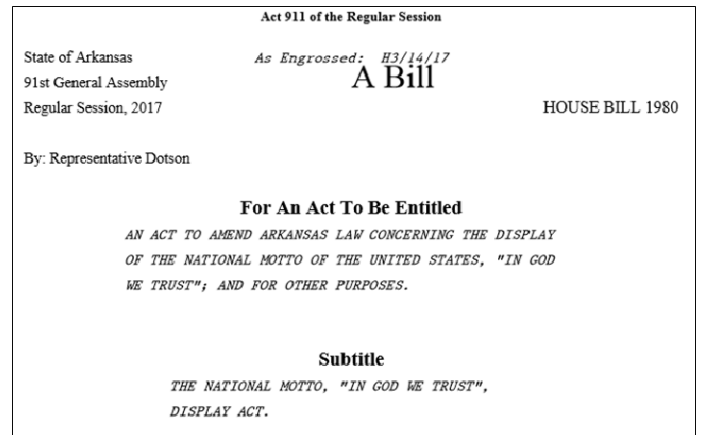 Act 911 of the Regular Session
State of Arkansas As Engrossed: H3/14/17
91st General Assembly A Bill
Regular Session, 2017 HOUSE BILL 1980
By: Representative Dotson
For An Act To Be Entitled
AN ACT TO AMEND ARKANSAS LAW CONCERNING THE DISPLAY
OF THE NATIONAL MOTTO OF THE UNITED STATES, "IN GOD
WE TRUST"; AND FOR OTHER PURPOSES.
Subtitle
THE NATIONAL MOTTO, "IN GOD WE TRUST",
DISPLAY ACT.